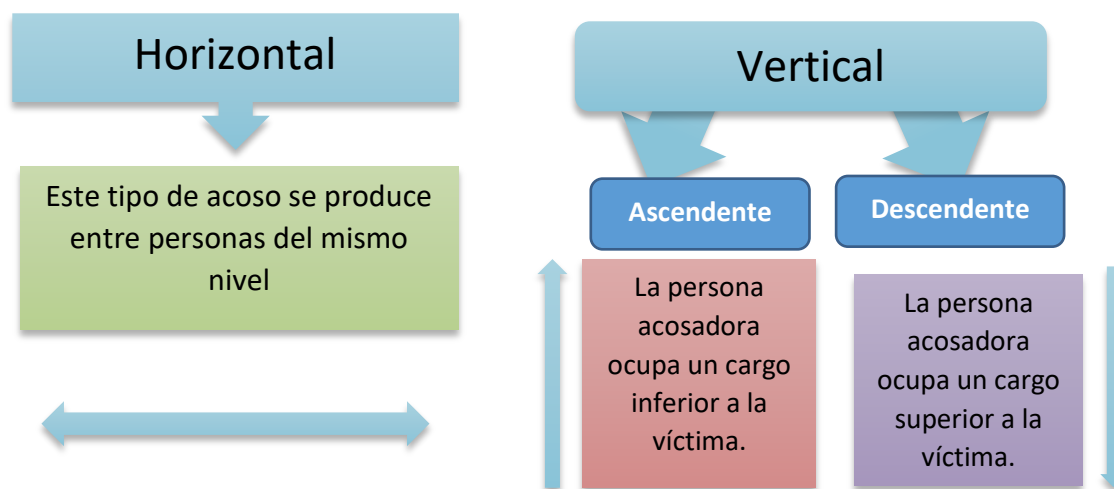 Horizontal
Este tipo de acoso se produce
entre personas del mismo
nivel
Vertical
Ascendente
La persona
acosadora
ocupa un cargo
inferior a la
víctima.
Descendente
La persona
acosadora
ocupa un cargo
superior a la
víctima.